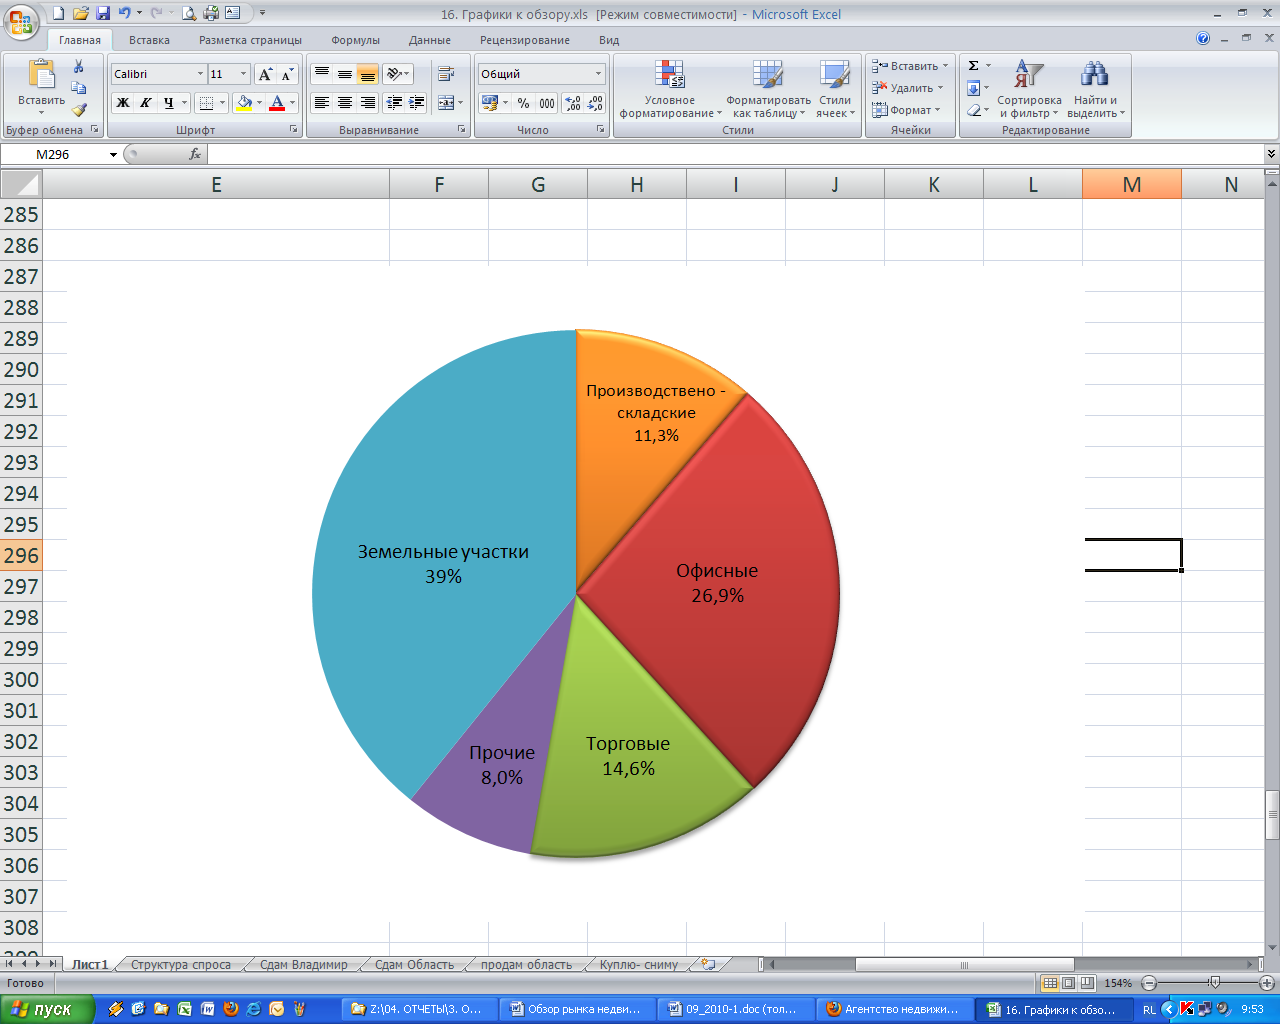 16. Графики к обзору.xls [Режим совместимости] - Microsoft Excel
Главная Вставка Разметка страницы Формулы Данные Рецензирование Вид
Вставить
Буфер обмена
Calibri 11
Ж К Ч
Шрифт
Выравнивание
Общий
% 000
Число
Условное форматирование
Форматировать как таблицу
Стили ячеек
Стили
Вставить
Удалить
Формат
Ячейки
Сортировка и фильтр
Найти и выделить
Редактирование
M296 fx
E F G H I J K L M N
285
286
287
288
289
290
291
292
293
294
295
296
297
298
299
300
301
302
303
304
305
306
307
308
Производствено -
складские
11,3%
Земельные участки
39%
Офисные
26,9%
Торговые
14,6%
Прочие
8,0%
Лист1 Структура спроса Сдам Владимир Сдам Область продам область Куплю- сниму
Готово 154%
пуск Z:\04. ОТЧЕТЫ\3. О... Обзор рынка недви... 09_2010-1.doc (тол... Агентство недвижи... 16. Графики к обзо... RL 9:53